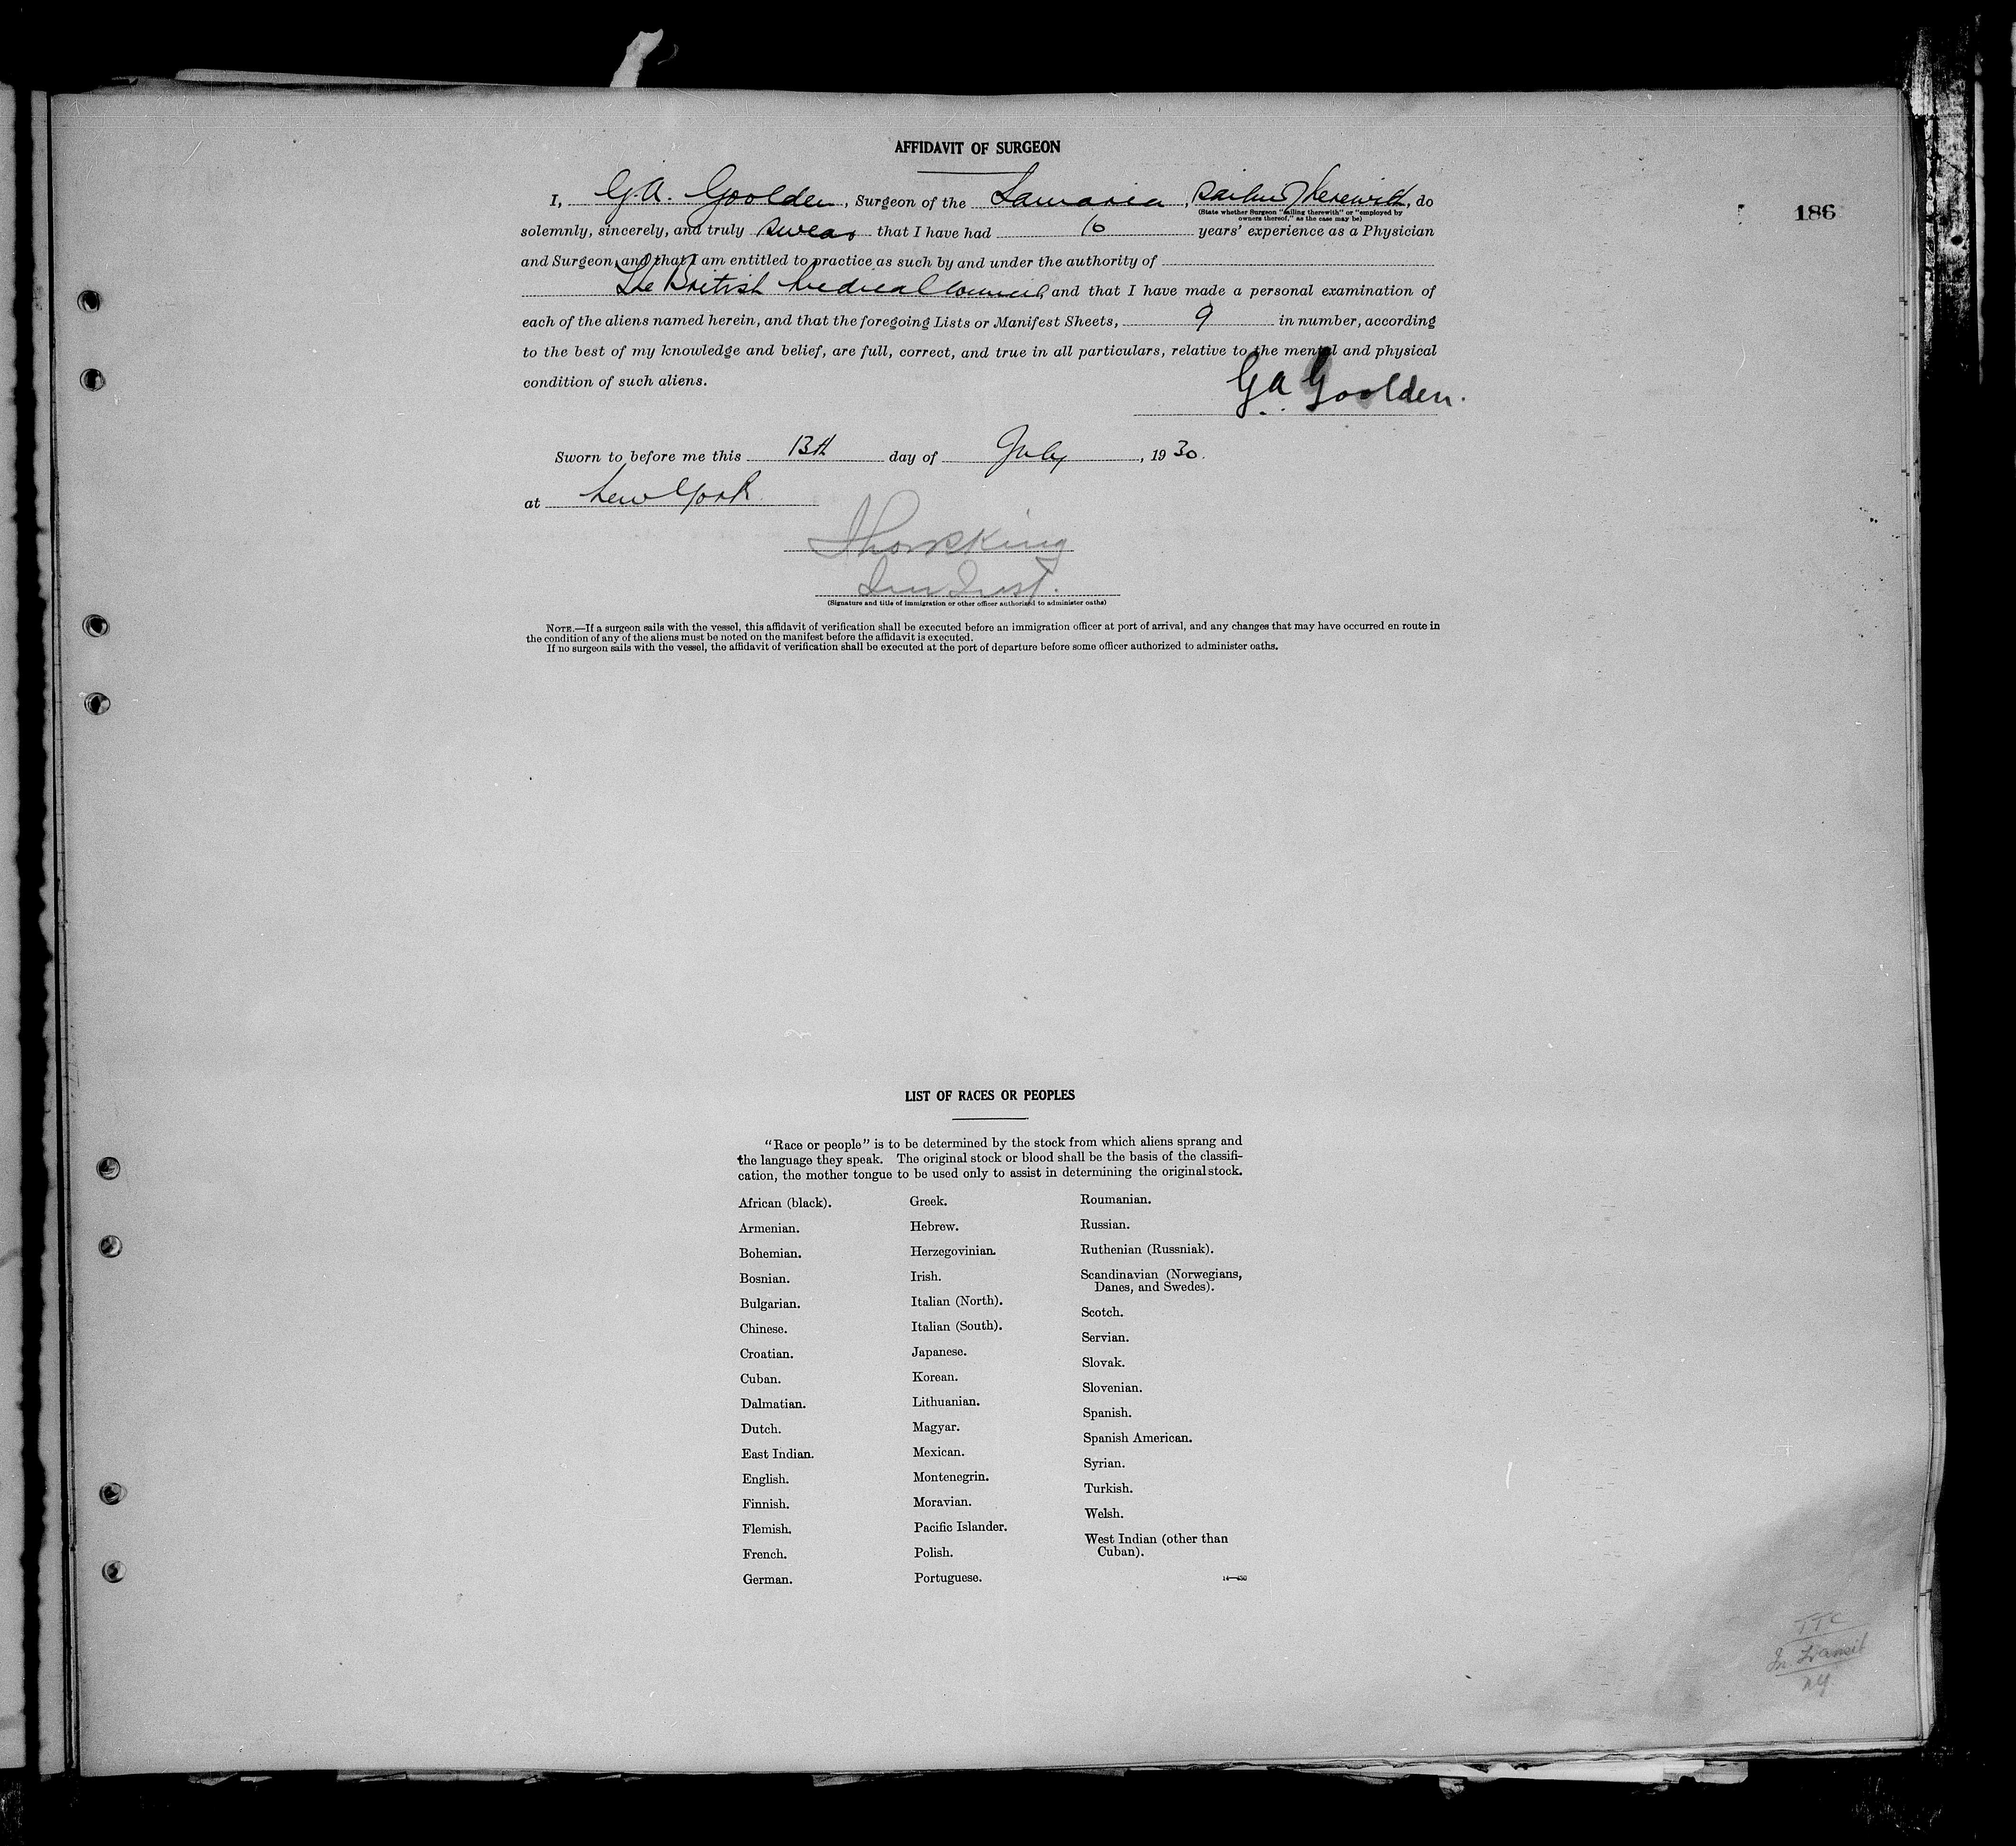 AFFIDAVIT OF SURGEON
186
I, G.A. Goolden, Surgeon of the Samaria, Sailing therewith, do
(State whether Surgeon "sailing therewith" or "employed by
owners thereof," as the case may be)
solemnly, sincerely, and truly swear that I have had 16 years' experience as a Physician
and Surgeon, and that I am entitled to practice as such by and under the authority of
The British Medical Council, and that I have made a personal examination of
each of the aliens named herein, and that the foregoing Lists or Manifest Sheets, 9 in number, according
to the best of my knowledge and belief, are full, correct, and true in all particulars, relative to the mental and physical
condition of such aliens.
G A Goolden.
Sworn to before me this 13th day of July, 1930.
at New York
(Signature and title of immigration or other officer authorized to administer oaths)
NOTE.—If a surgeon sails with the vessel, this affidavit of verification shall be executed before an immigration officer at port of arrival, and any changes that may have occurred en route in
the condition of any of the aliens must be noted on the manifest before the affidavit is executed.
If no surgeon sails with the vessel, the affidavit of verification shall be executed at the port of departure before some officer authorized to administer oaths.
LIST OF RACES OR PEOPLES
"Race or people" is to be determined by the stock from which aliens sprang and
the language they speak. The original stock or blood shall be the basis of the classifi-
cation, the mother tongue to be used only to assist in determining the original stock.
African (black).
Armenian.
Bohemian.
Bosnian.
Bulgarian.
Chinese.
Croatian.
Cuban.
Dalmatian.
Dutch.
East Indian.
English.
Finnish.
Flemish.
French.
German.
Greek.
Hebrew.
Herzegovinian.
Irish.
Italian (North).
Italian (South).
Japanese.
Korean.
Lithuanian.
Magyar.
Mexican.
Montenegrin.
Moravian.
Pacific Islander.
Polish.
Portuguese.
Roumanian.
Russian.
Ruthenian (Russniak).
Scandinavian (Norwegians,
Danes, and Swedes).
Scotch.
Servian.
Slovak.
Slovenian.
Spanish.
Spanish American.
Syrian.
Turkish.
Welsh.
West Indian (other than
Cuban).
TTC
In Transit
NY